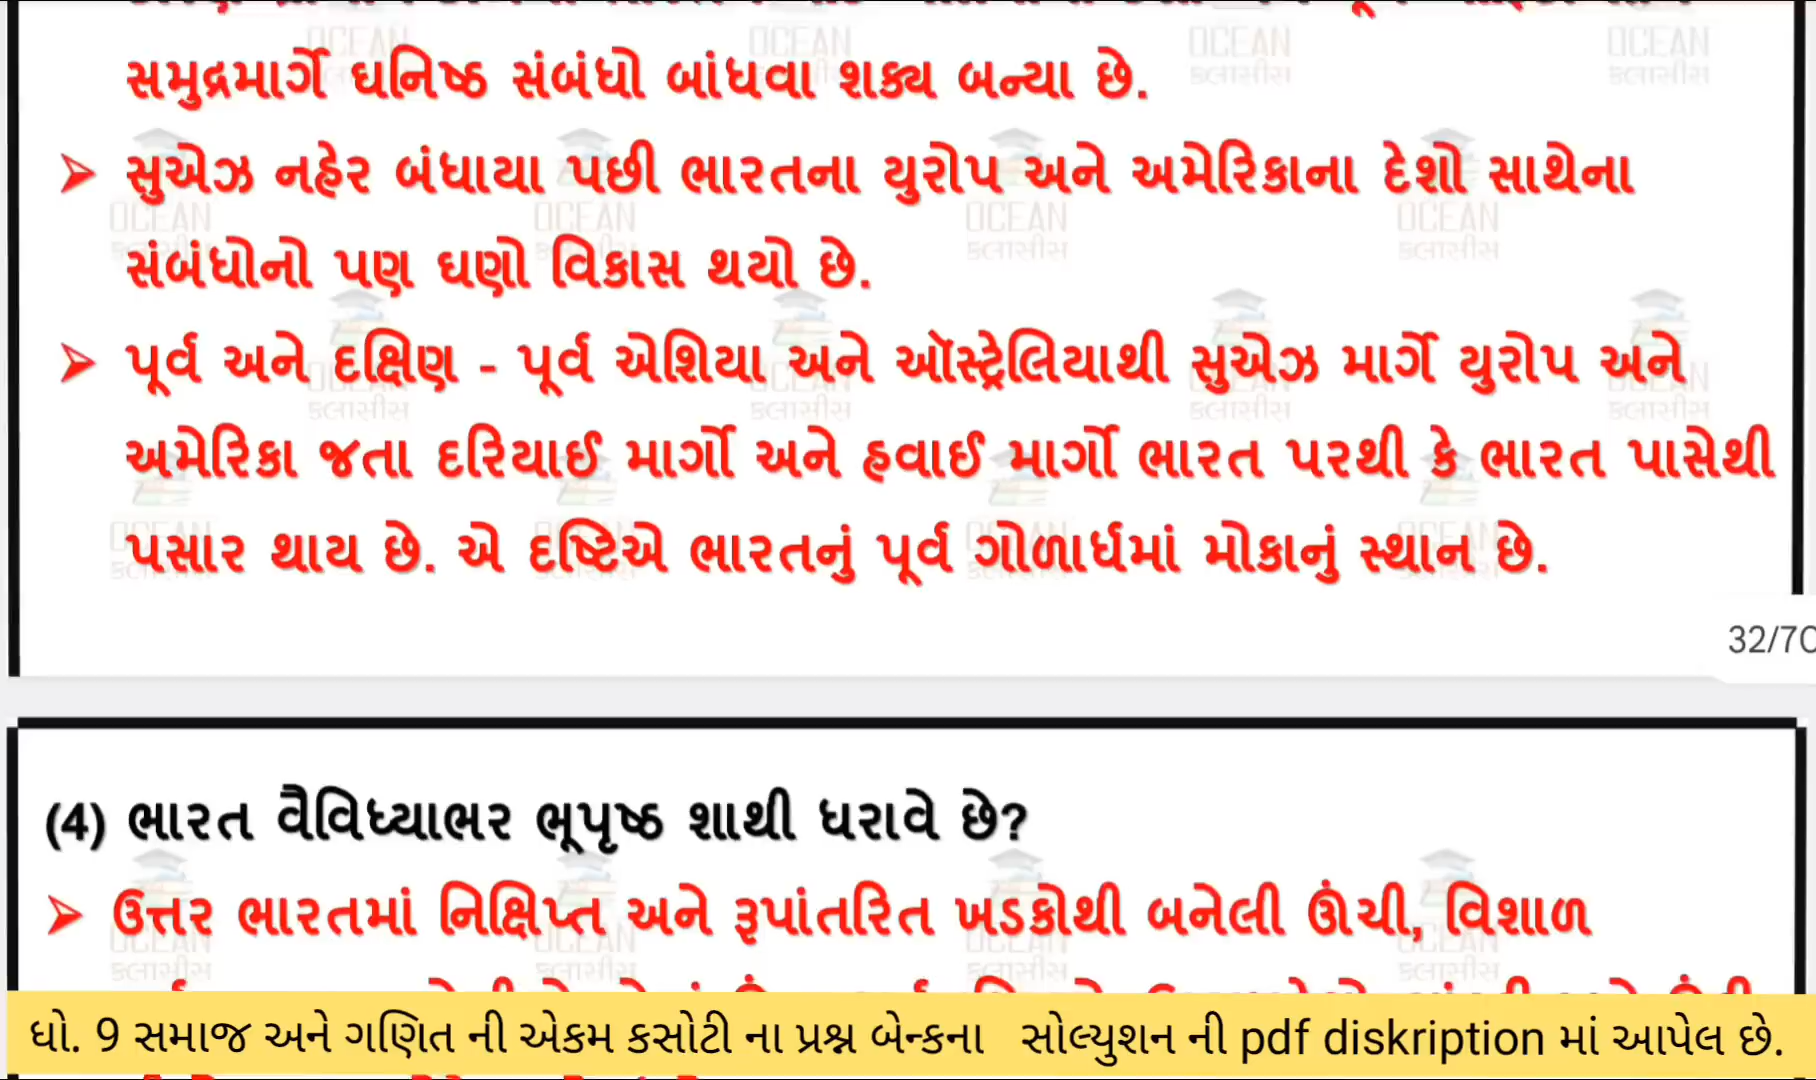 સમુદ્રમાર્ગે ઘનિષ્ઠ સંબંધો બાંધવા શક્ય બન્યા છે.
➢ સુએઝ નહેર બંધાયા પછી ભારતના યુરોપ અને અમેરિકાના દેશો સાથેના
સંબંધોનો પણ ઘણો વિકાસ થયો છે.
➢ પૂર્વ અને દક્ષિણ - પૂર્વ એશિયા અને ઑસ્ટ્રેલિયાથી સુએઝ માર્ગે યુરોપ અને
અમેરિકા જતા દરિયાઈ માર્ગો અને હવાઈ માર્ગો ભારત પરથી કે ભારત પાસેથી
પસાર થાય છે. એ દષ્ટિએ ભારતનું પૂર્વ ગોળાર્ધમાં મોકાનું સ્થાન છે.
32/70
(4) ભારત વૈવિધ્યાભર ભૂપૃષ્ઠ શાથી ધરાવે છે?
➢ ઉત્તર ભારતમાં નિક્ષિપ્ત અને રૂપાંતરિત ખડકોથી બનેલી ઊંચી, વિશાળ
ધો. 9 સમાજ અને ગણિત ની એકમ કસોટી ના પ્રશ્ન બેન્કના સોલ્યુશન ની pdf diskription માં આપેલ છે.